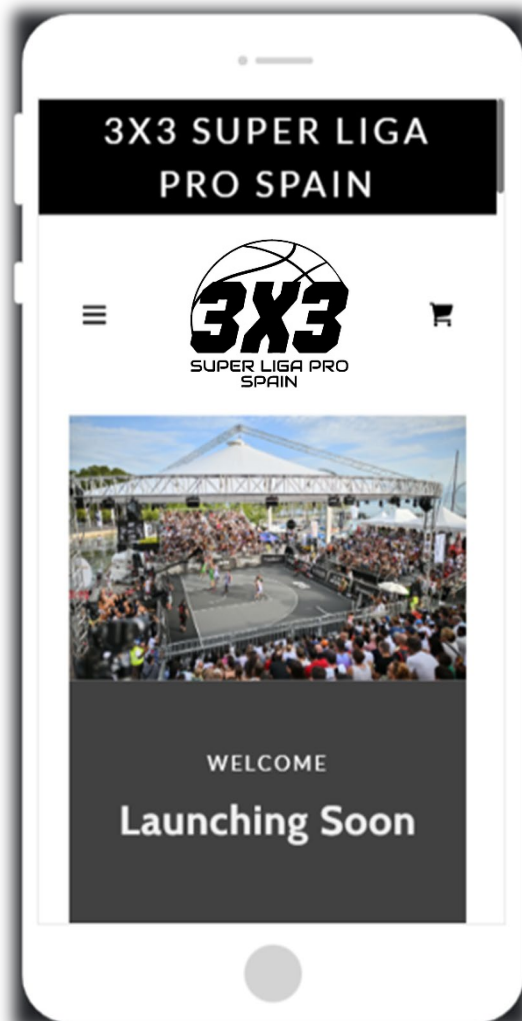 3X3 SUPER LIGA
PRO SPAIN
3X3
SUPER LIGA PRO
SPAIN
WELCOME
Launching Soon